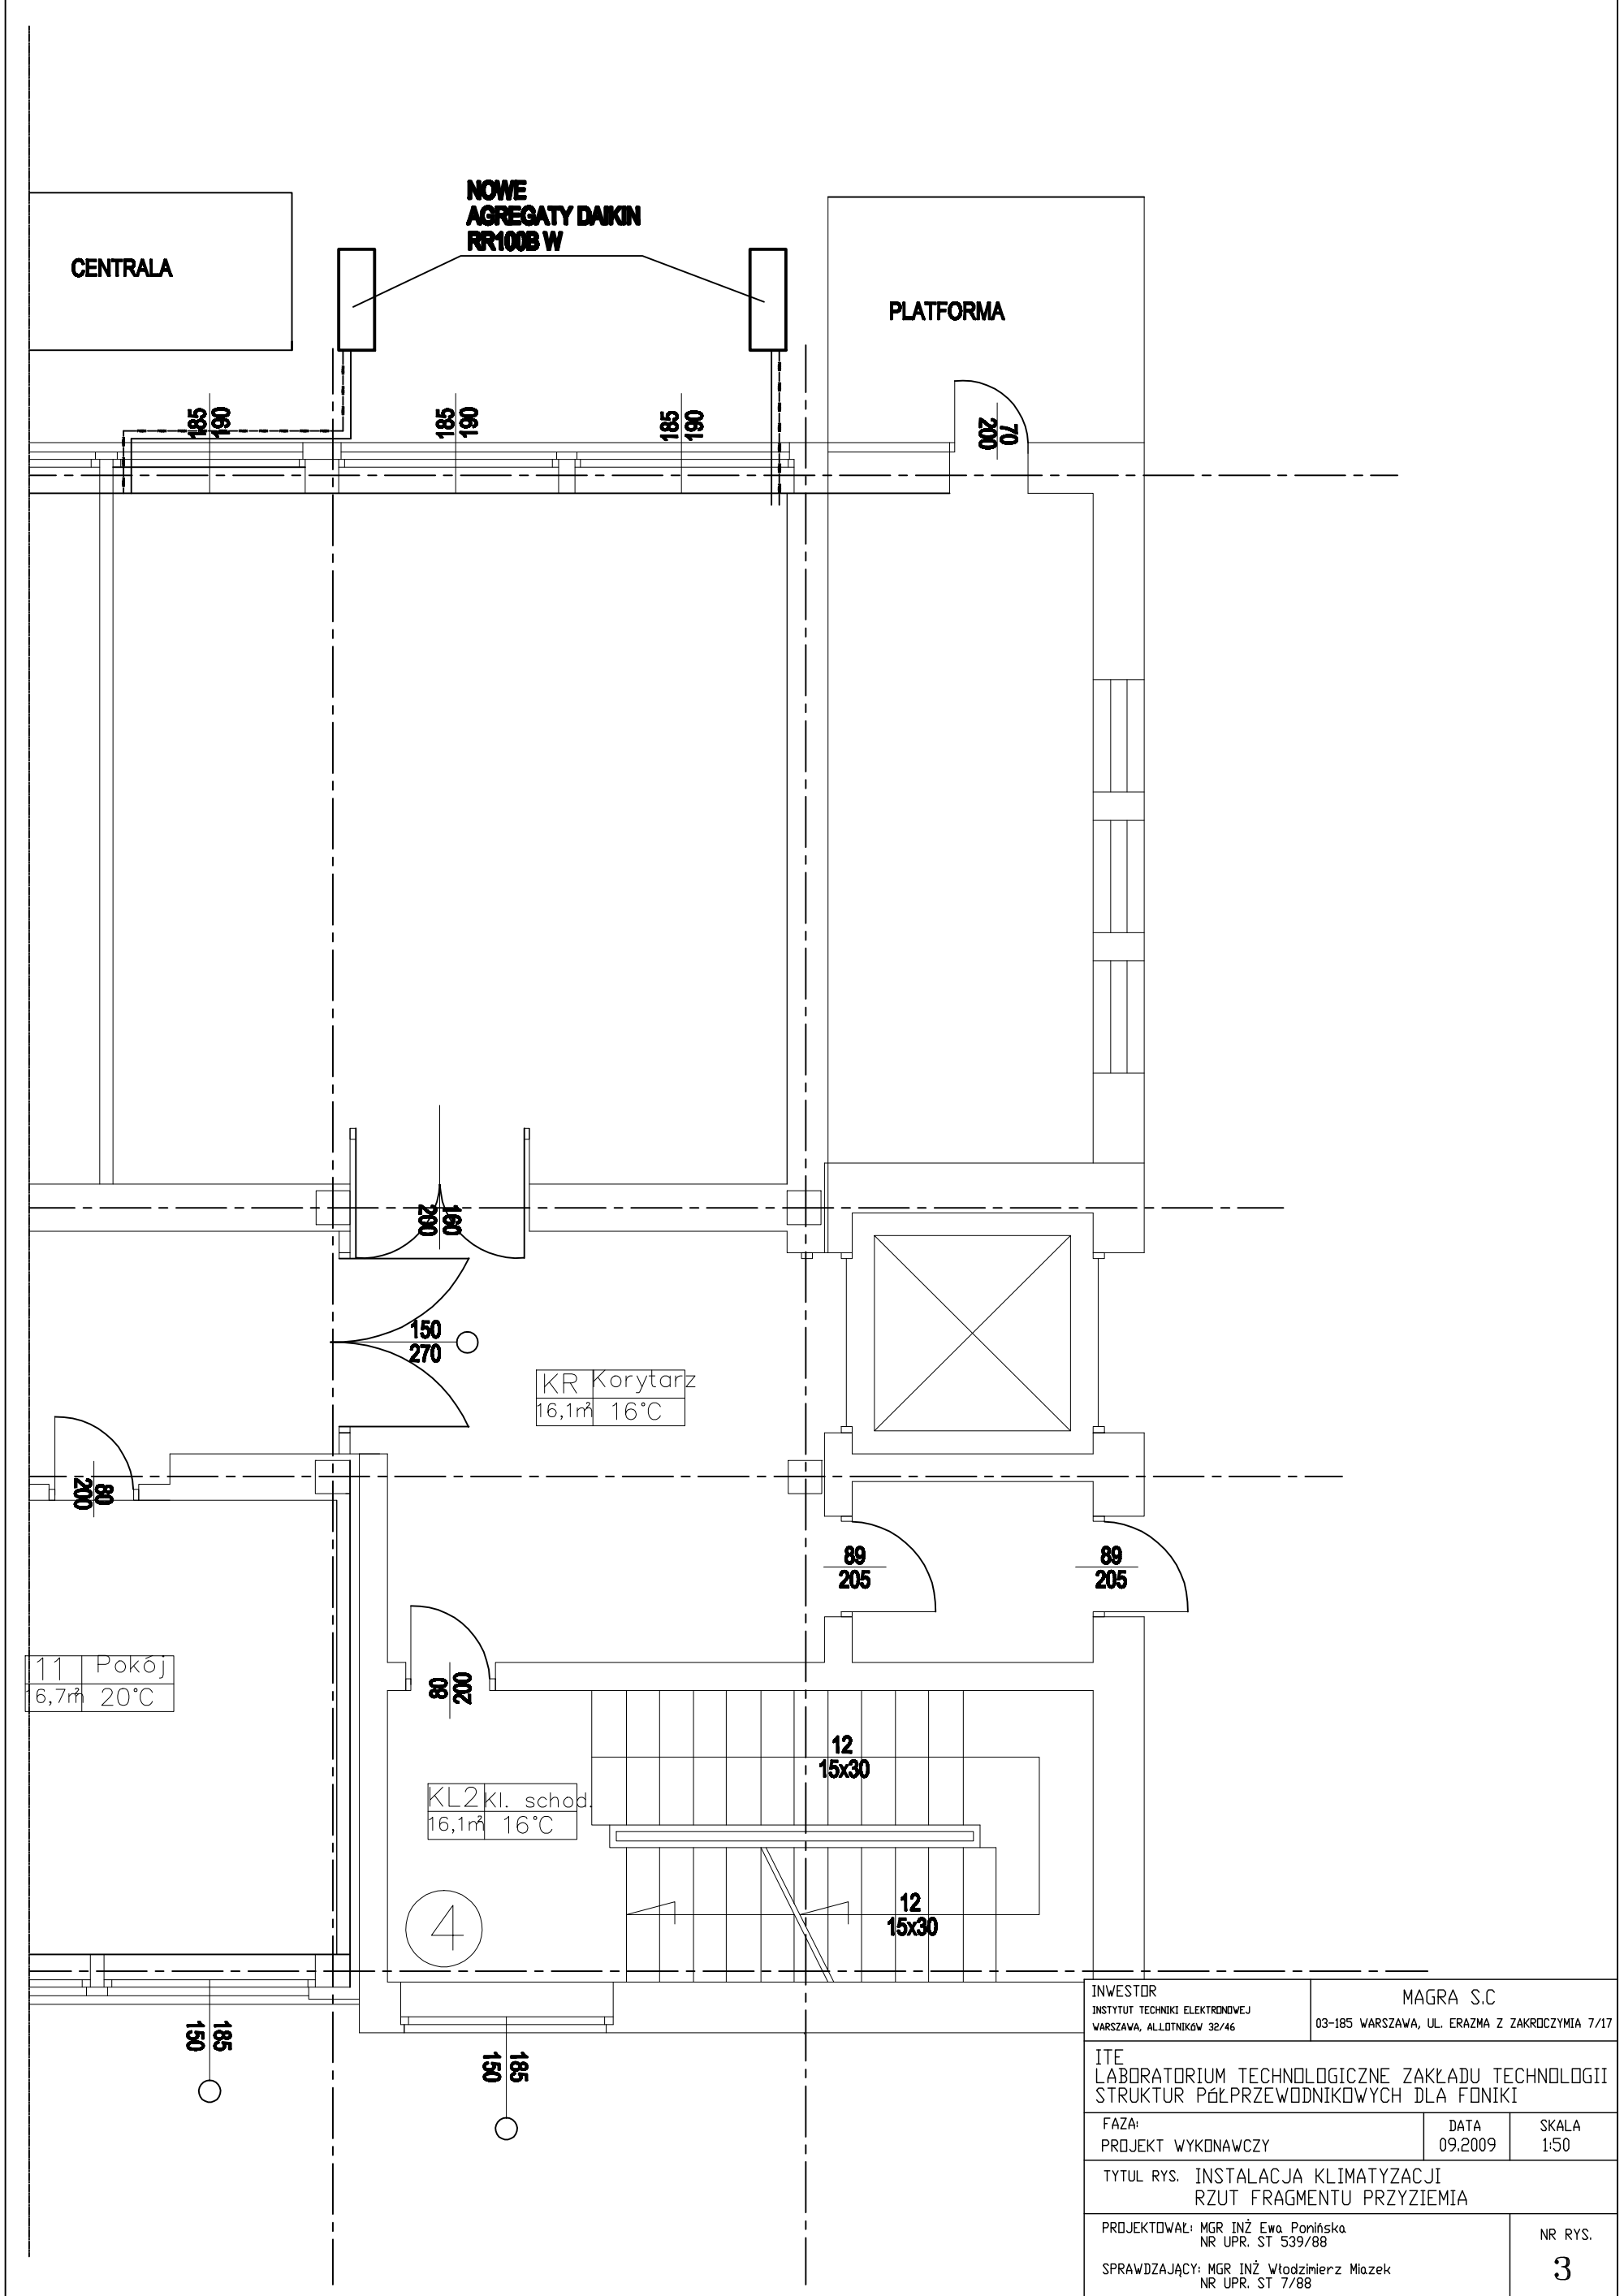 NOWE
AGREGATY DAIKIN
RR100B W
CENTRALA
PLATFORMA
185
190
185
190
185
190
70
200
160
200
150
270
KR Korytarz
16,1m² 16°C
80
200
89
205
89
205
11 Pokój
6,7m² 20°C
80
200
12
15x30
KL2 Kl. schod.
16,1m² 16°C
12
15x30
4
185
150
185
150
INWESTOR
INSTYTUT TECHNIKI ELEKTRONOWEJ
WARSZAWA, AL.LOTNIKóW 32/46
MAGRA S.C
03-185 WARSZAWA, UL. ERAZMA Z ZAKROCZYMIA 7/17
ITE
LABORATORIUM TECHNOLOGICZNE ZAKŁADU TECHNOLOGII
STRUKTUR PóŁPRZEWODNIKOWYCH DLA FONIKI
FAZA:
PROJEKT WYKONAWCZY
DATA
09.2009
SKALA
1:50
TYTUL RYS. INSTALACJA KLIMATYZACJI
RZUT FRAGMENTU PRZYZIEMIA
PROJEKTOWAŁ: MGR INŻ Ewa Ponińska
NR UPR. ST 539/88
SPRAWDZAJĄCY: MGR INŻ Włodzimierz Miazek
NR UPR. ST 7/88
NR RYS.
3